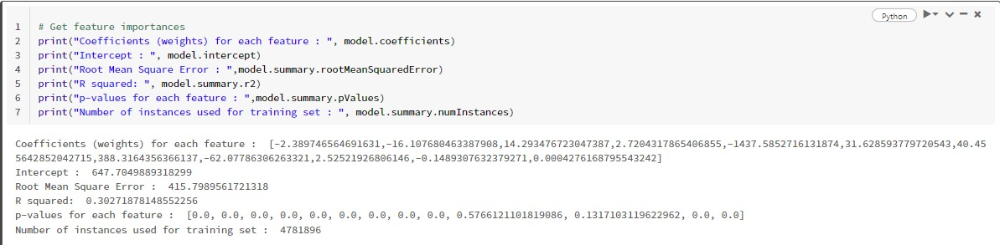 Python
1 # Get feature importances
2 print("Coefficients (weights) for each feature : ", model.coefficients)
3 print("Intercept : ", model.intercept)
4 print("Root Mean Square Error : ",model.summary.rootMeanSquaredError)
5 print("R squared: ", model.summary.r2)
6 print("p-values for each feature : ",model.summary.pValues)
7 print("Number of instances used for training set : ", model.summary.numInstances)
Coefficients (weights) for each feature :  [-2.389746564691631,-16.107680463387908,14.293476723047387,2.7204317865406855,-1437.5852716131874,31.628593779720543,40.45
5642852042715,388.3164356366137,-62.07786306263321,2.52521926806146,-0.1489307632379271,0.0004276168795543242]
Intercept :  647.7049889318299
Root Mean Square Error :  415.7989561721318
R squared:  0.30271878148552256
p-values for each feature :  [0.0, 0.0, 0.0, 0.0, 0.0, 0.0, 0.0, 0.0, 0.0, 0.5766121101819086, 0.1317103119622962, 0.0, 0.0]
Number of instances used for training set :  4781896